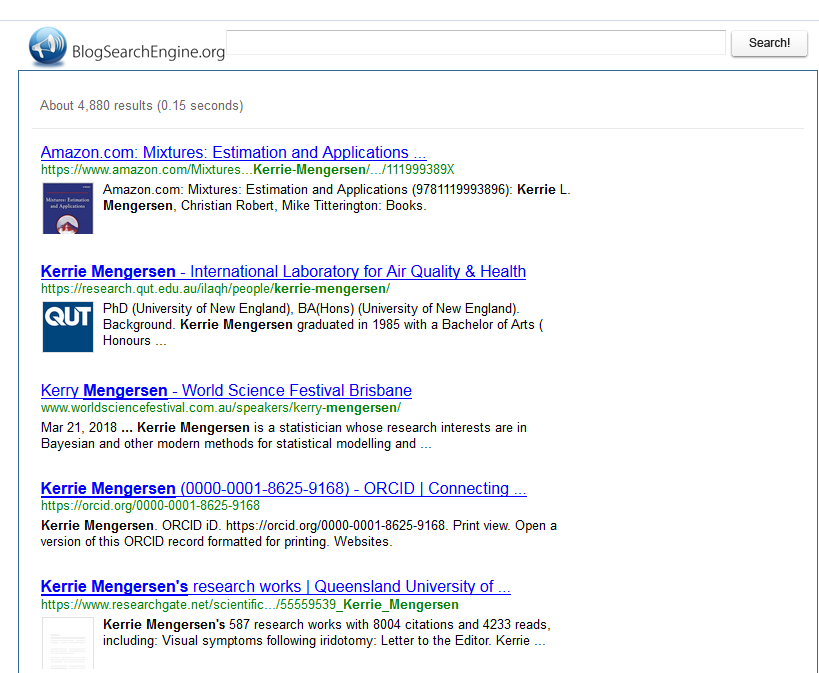 BlogSearchEngine.org
Search!
About 4,880 results (0.15 seconds)
Amazon.com: Mixtures: Estimation and Applications ...
https://www.amazon.com/Mixtures...Kerrie-Mengersen/.../111999389X
Mixtures: Estimation
and Applications
Amazon.com: Mixtures: Estimation and Applications (9781119993896): Kerrie L.
Mengersen, Christian Robert, Mike Titterington: Books.
Kerrie Mengersen - International Laboratory for Air Quality & Health
https://research.qut.edu.au/ilaqh/people/kerrie-mengersen/
QUT
PhD (University of New England), BA(Hons) (University of New England).
Background. Kerrie Mengersen graduated in 1985 with a Bachelor of Arts (
Honours ...
Kerry Mengersen - World Science Festival Brisbane
www.worldsciencefestival.com.au/speakers/kerry-mengersen/
Mar 21, 2018 ... Kerrie Mengersen is a statistician whose research interests are in
Bayesian and other modern methods for statistical modelling and ...
Kerrie Mengersen (0000-0001-8625-9168) - ORCID | Connecting ...
https://orcid.org/0000-0001-8625-9168
Kerrie Mengersen. ORCID iD. https://orcid.org/0000-0001-8625-9168. Print view. Open a
version of this ORCID record formatted for printing. Websites.
Kerrie Mengersen's research works | Queensland University of ...
https://www.researchgate.net/scientific.../55559539_Kerrie_Mengersen
Kerrie Mengersen's 587 research works with 8004 citations and 4233 reads,
including: Visual symptoms following iridotomy: Letter to the Editor. Kerrie ...